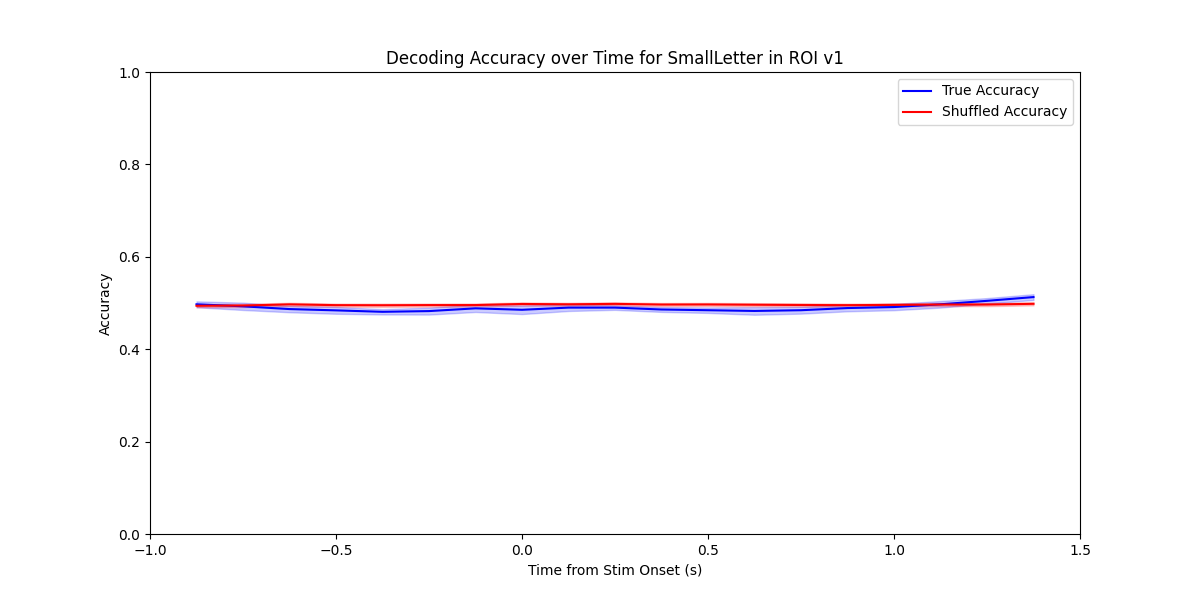 Decoding Accuracy over Time for SmallLetter in ROI v1
1.0
True Accuracy
Shuffled Accuracy
0.8
0.6
Accuracy
0.4
0.2
0.0
−1.0 −0.5 0.0 0.5 1.0 1.5
Time from Stim Onset (s)